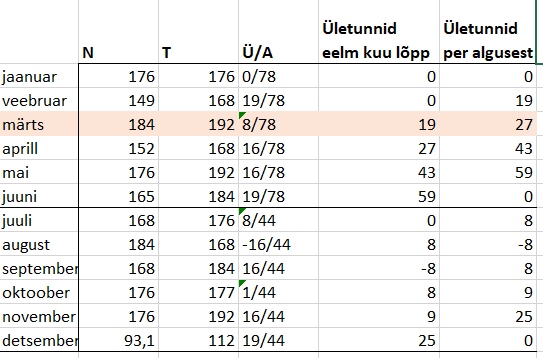 N T Ü/A Ületunnid eelm kuu lõpp Ületunnid per algusest
jaanuar 176 176 0/78 0 0
veebruar 149 168 19/78 0 19
märts 184 192 8/78 19 27
aprill 152 168 16/78 27 43
mai 176 192 16/78 43 59
juuni 165 184 19/78 59 0
juuli 168 176 8/44 0 8
august 184 168 -16/44 8 -8
september 168 184 16/44 -8 8
oktoober 176 177 1/44 8 9
november 176 192 16/44 9 25
detsember 93,1 112 19/44 25 0